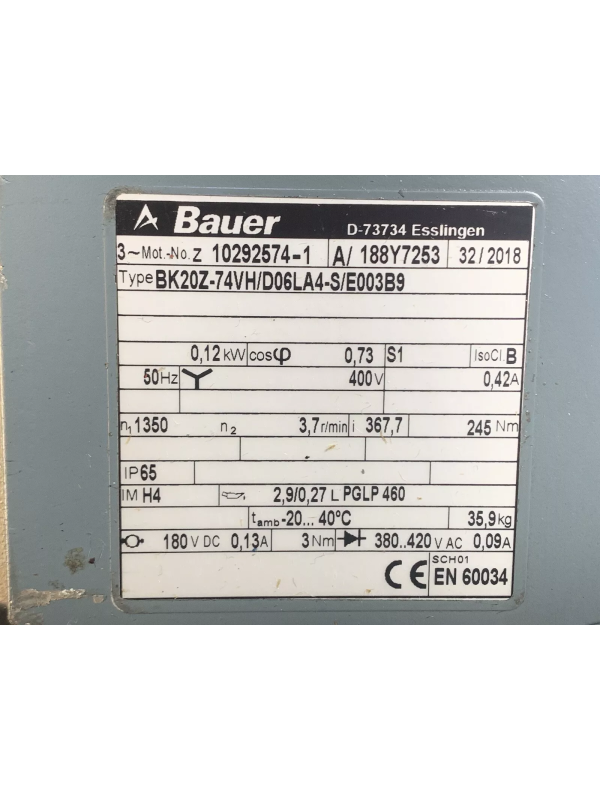 Bauer D-73734 Esslingen
3~Mot.-No. Z 10292574-1 A/ 188Y7253 32/2018
Type BK20Z-74VH/D06LA4-S/E003B9
0,12 kW cosφ 0,73 S1 IsoCl. B
50Hz 400V 0,42A
n1 1350 n2 3,7 r/min i 367,7 245 Nm
IP 65
IM H4 2,9/0,27 L PGLP 460
tamb -20... 40°C 35,9kg
180 V DC 0,13A 3Nm 380..420 V AC 0,09A
SCH01
CE EN 60034